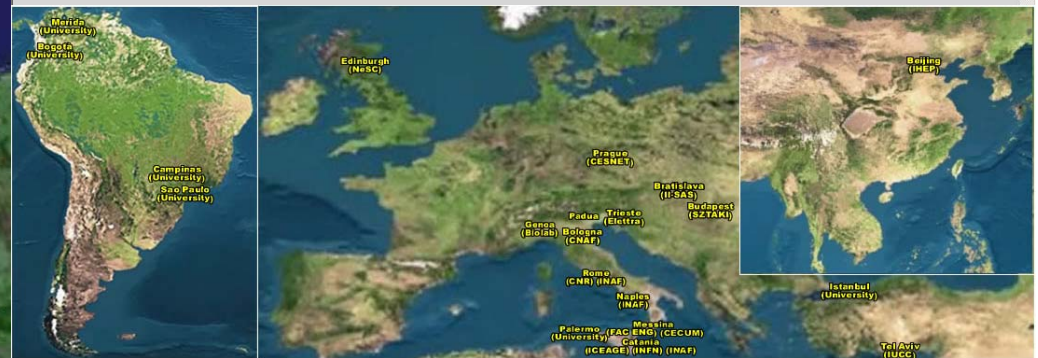 Merida
(University)
Bogota
(University)
Campinas
(University)
Sao Paulo
(University)
Edinburgh
(NeSC)
Prague
(CESNET)
Bratislava
(II-SAS)
Budapest
(SZTAKI)
Padua
Trieste
(Elettra)
Genoa
(Biolab)
Bologna
(CNAF)
Rome
(CNR) (INAF)
Naples
(INAF)
Palermo
(University)
Messina
(FAC ENG) (CECUM)
Catania
(ICEAGE) (INFN) (INAF)
Beijing
(IHEP)
Istanbul
(University)
Tel Aviv
(IUCC)